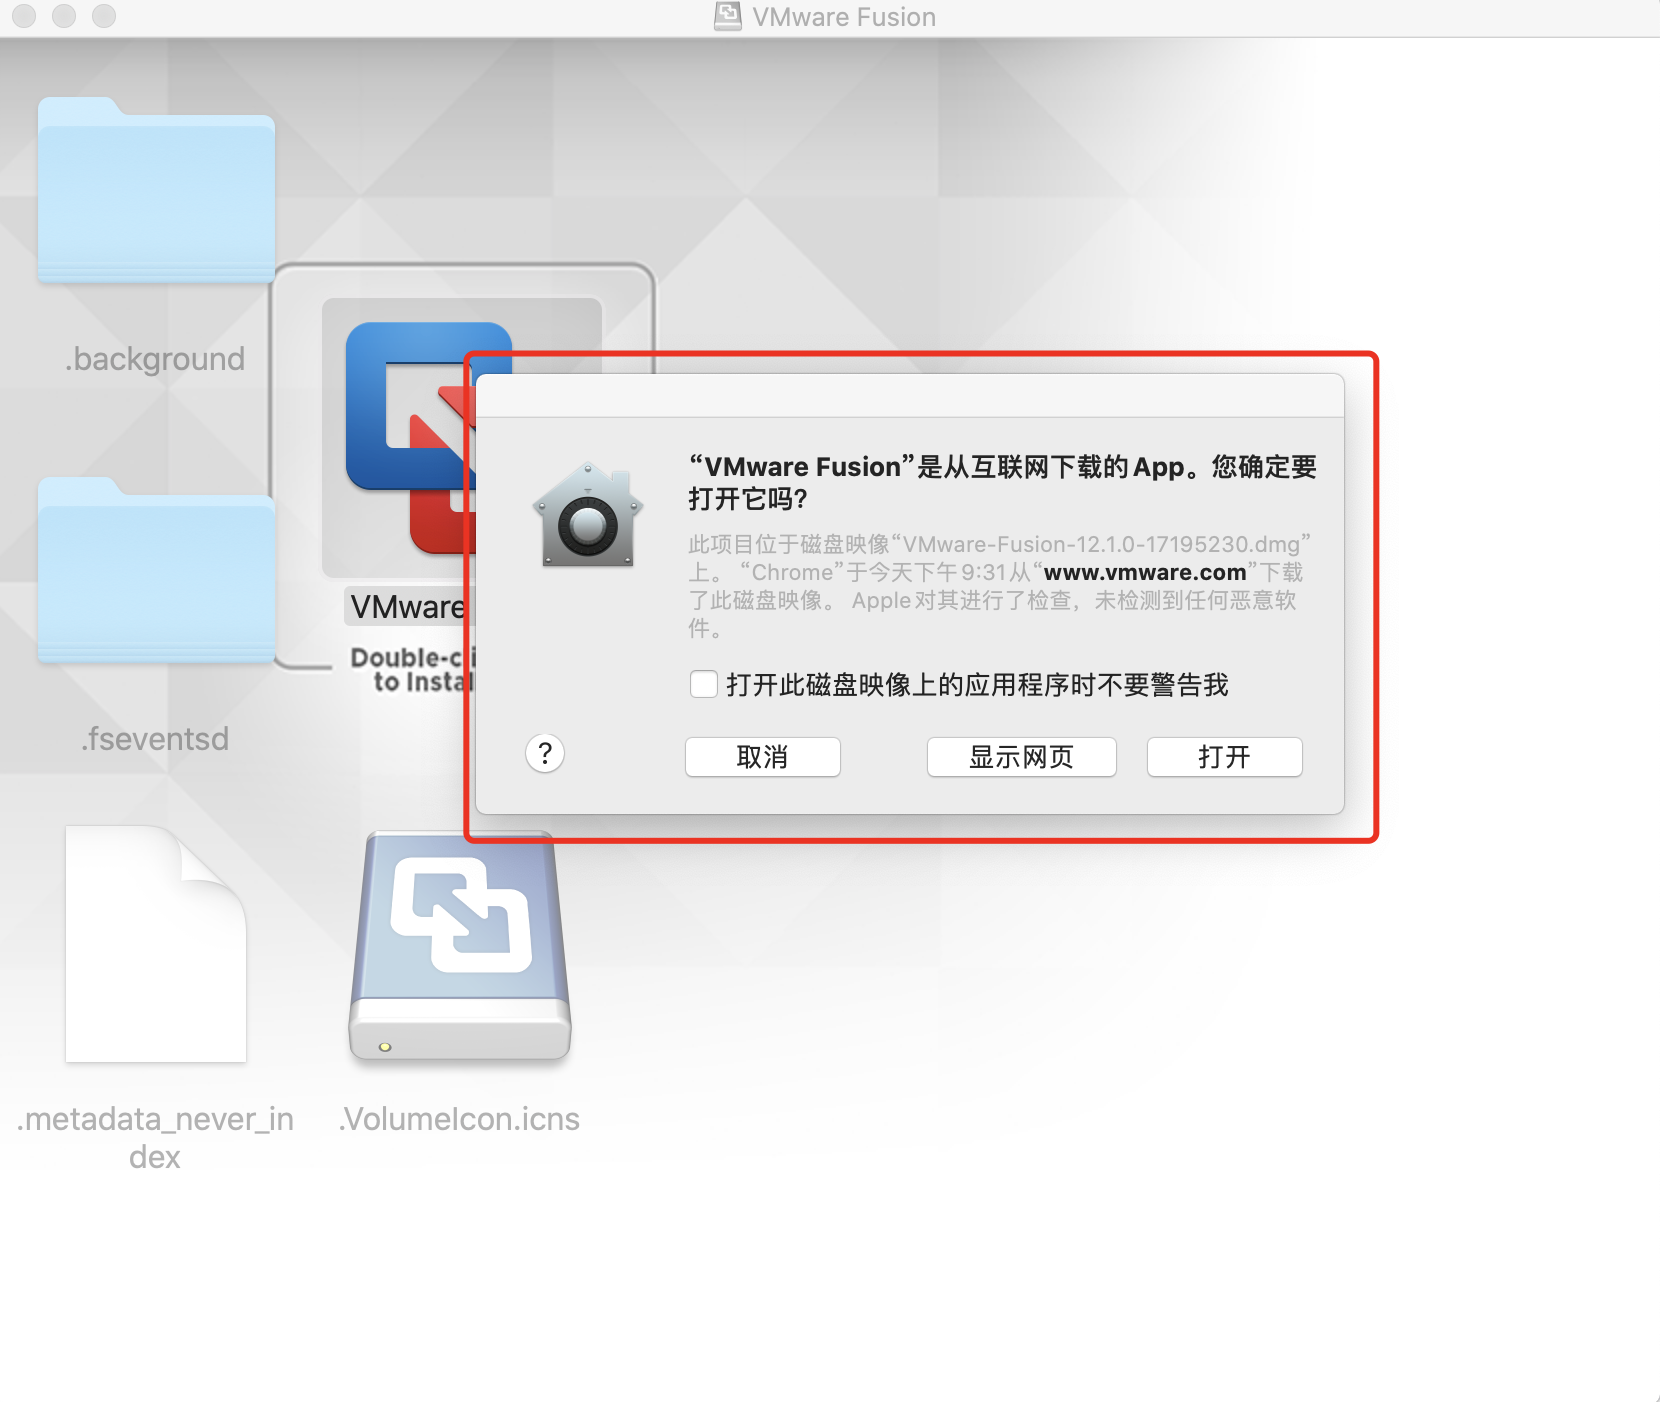 VMware Fusion
.background
VMware
Double-cli
to Instal
.fseventsd
.metadata_never_in
dex
.VolumeIcon.icns
“VMware Fusion”是从互联网下载的App。您确定要
打开它吗?
此项目位于磁盘映像“VMware-Fusion-12.1.0-17195230.dmg”
上。 “Chrome”于今天下午9:31从“www.vmware.com”下载
了此磁盘映像。 Apple对其进行了检查，未检测到任何恶意软
件。
打开此磁盘映像上的应用程序时不要警告我
?
取消
显示网页
打开